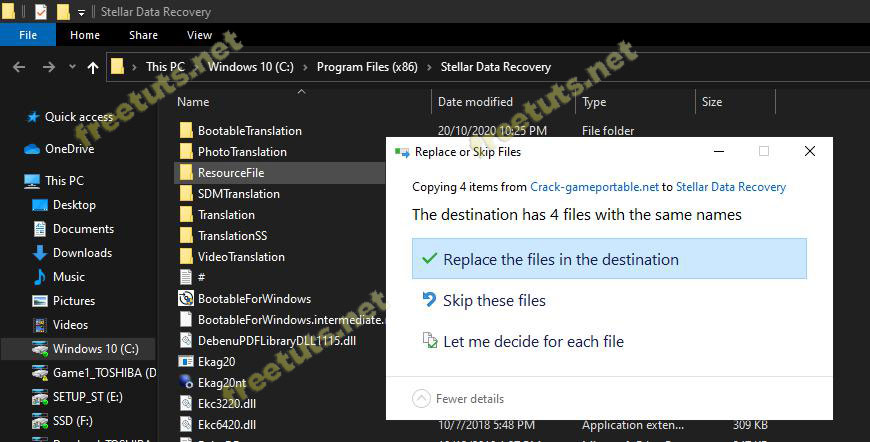 Stellar Data Recovery
File Home Share View
This PC Windows 10 (C:) Program Files (x86) Stellar Data Recovery
Name Date modified Type Size
Quick access
OneDrive
This PC
Desktop
Documents
Downloads
Music
Pictures
Videos
Windows 10 (C:)
Game1_TOSHIBA (D
SETUP_ST (E:)
SSD (F:)
BootableTranslation 20/10/2020 10:25 PM File folder
PhotoTranslation
ResourceFile
SDMTranslation
Translation
TranslationSS
VideoTranslation
#
BootableForWindows
BootableForWindows.intermediate.
DebenuPDFLibraryDLL1115.dll
Ekag20
Ekag20nt
Ekc3220.dll
Ekc6420.dll
10/7/2018 5:48 PM Application exten... 309 KB
Replace or Skip Files
Copying 4 items from Crack-gameportable.net to Stellar Data Recovery
The destination has 4 files with the same names
Replace the files in the destination
Skip these files
Let me decide for each file
Fewer details
freetuts.net
freetuts.net
freetuts.net